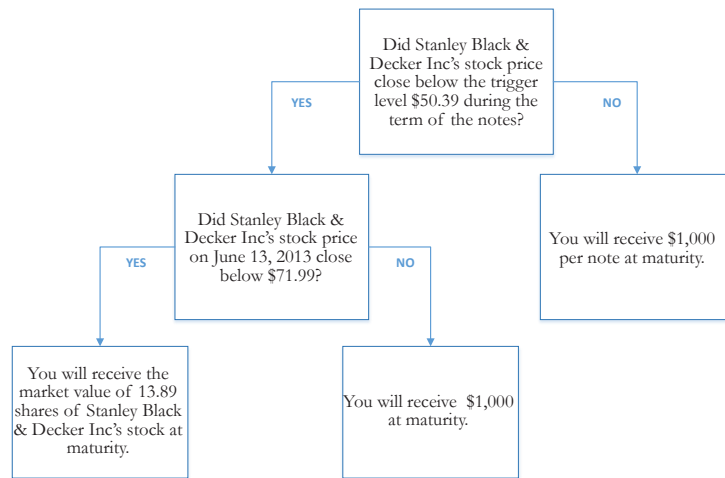 Did Stanley Black &
Decker Inc's stock price
close below the trigger
level $50.39 during the
term of the notes?
YES
NO
Did Stanley Black &
Decker Inc's stock price
on June 13, 2013 close
below $71.99?
You will receive $1,000
per note at maturity.
YES
NO
You will receive the
market value of 13.89
shares of Stanley Black
& Decker Inc's stock at
maturity.
You will receive $1,000
at maturity.